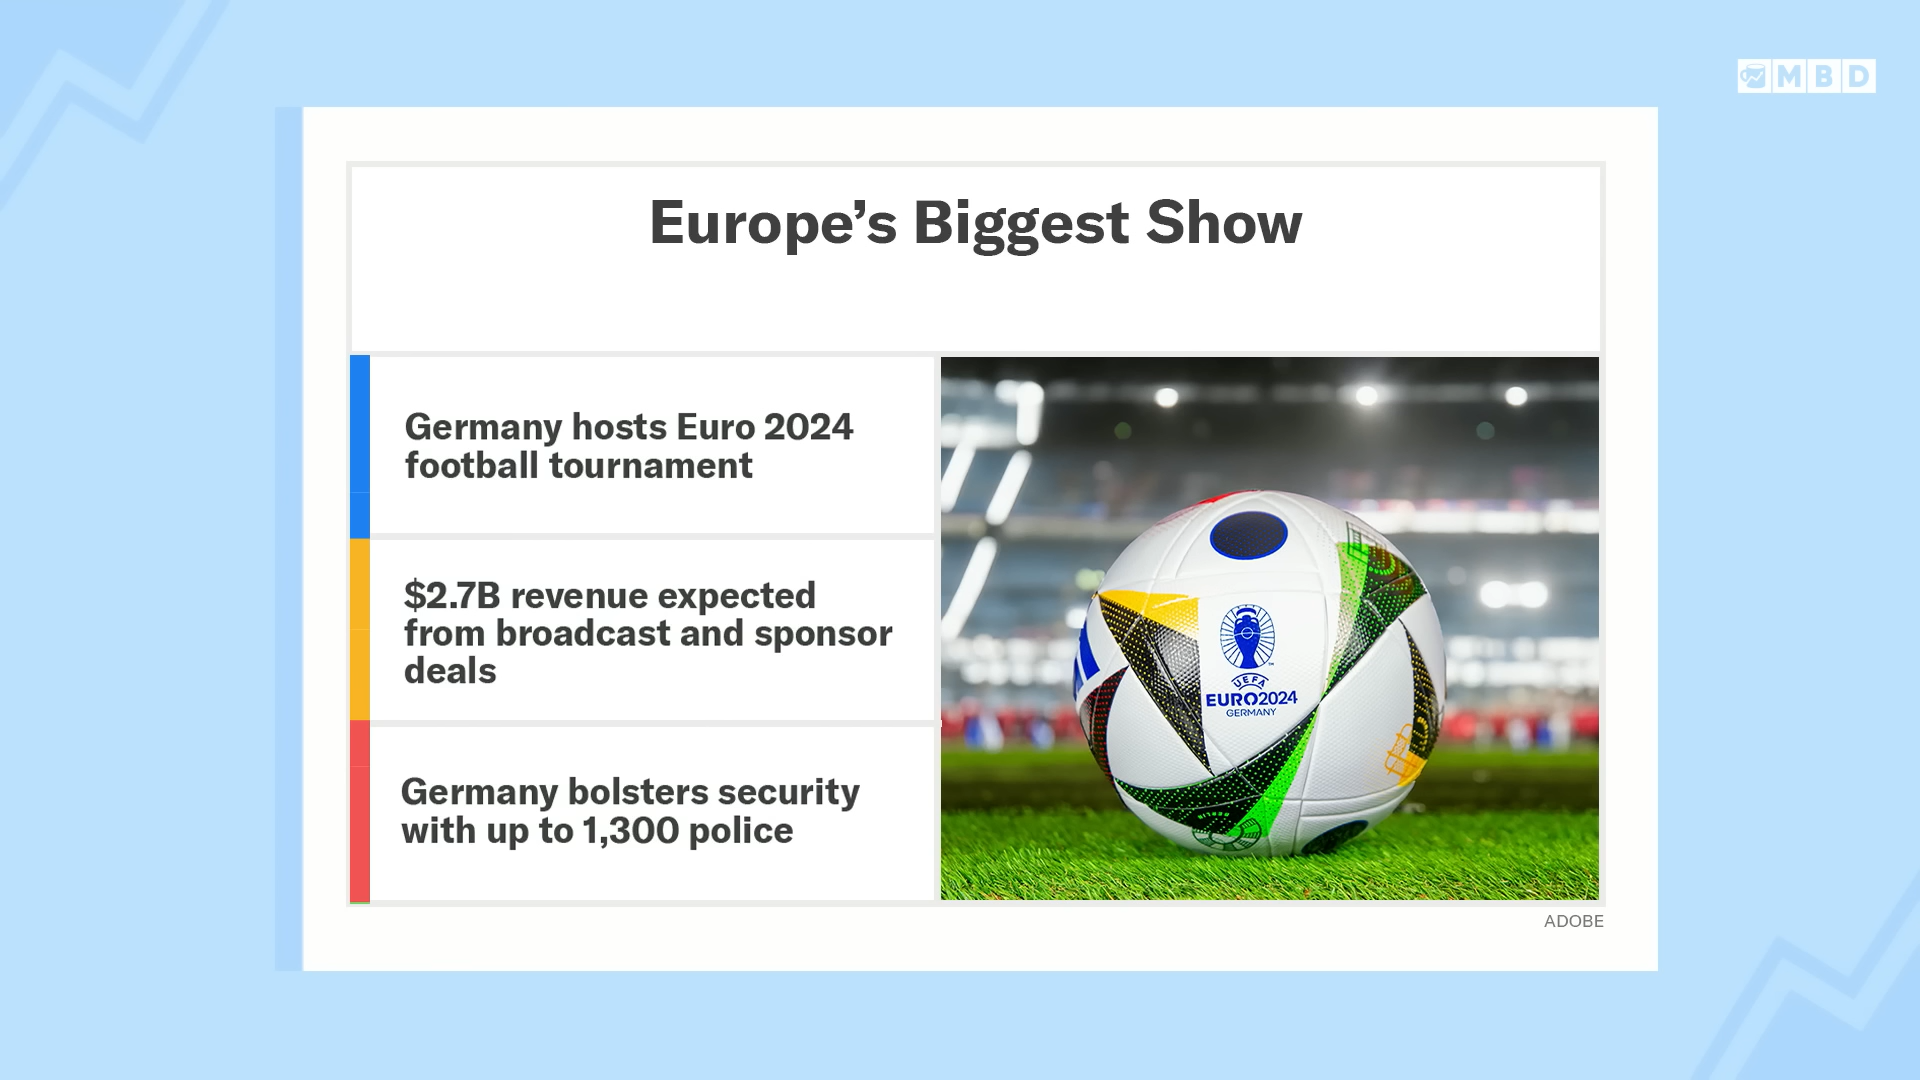 MBD
Europe’s Biggest Show
Germany hosts Euro 2024
football tournament
$2.7B revenue expected
from broadcast and sponsor
deals
Germany bolsters security
with up to 1,300 police
UEFA
EURO2024
GERMANY
ADOBE